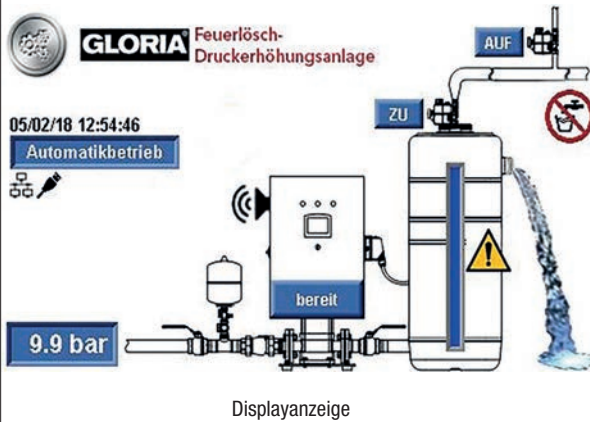 GLORIA
Feuerlösch-
Druckerhöhungsanlage
AUF
ZU
05/02/18 12:54:46
Automatikbetrieb
bereit
9.9 bar
Displayanzeige